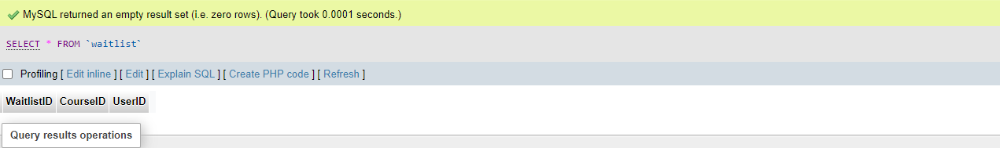 MySQL returned an empty result set (i.e. zero rows). (Query took 0.0001 seconds.)
SELECT * FROM `waitlist`
Profiling [ Edit inline ] [ Edit ] [ Explain SQL ] [ Create PHP code ] [ Refresh ]
WaitlistID CourseID UserID
Query results operations